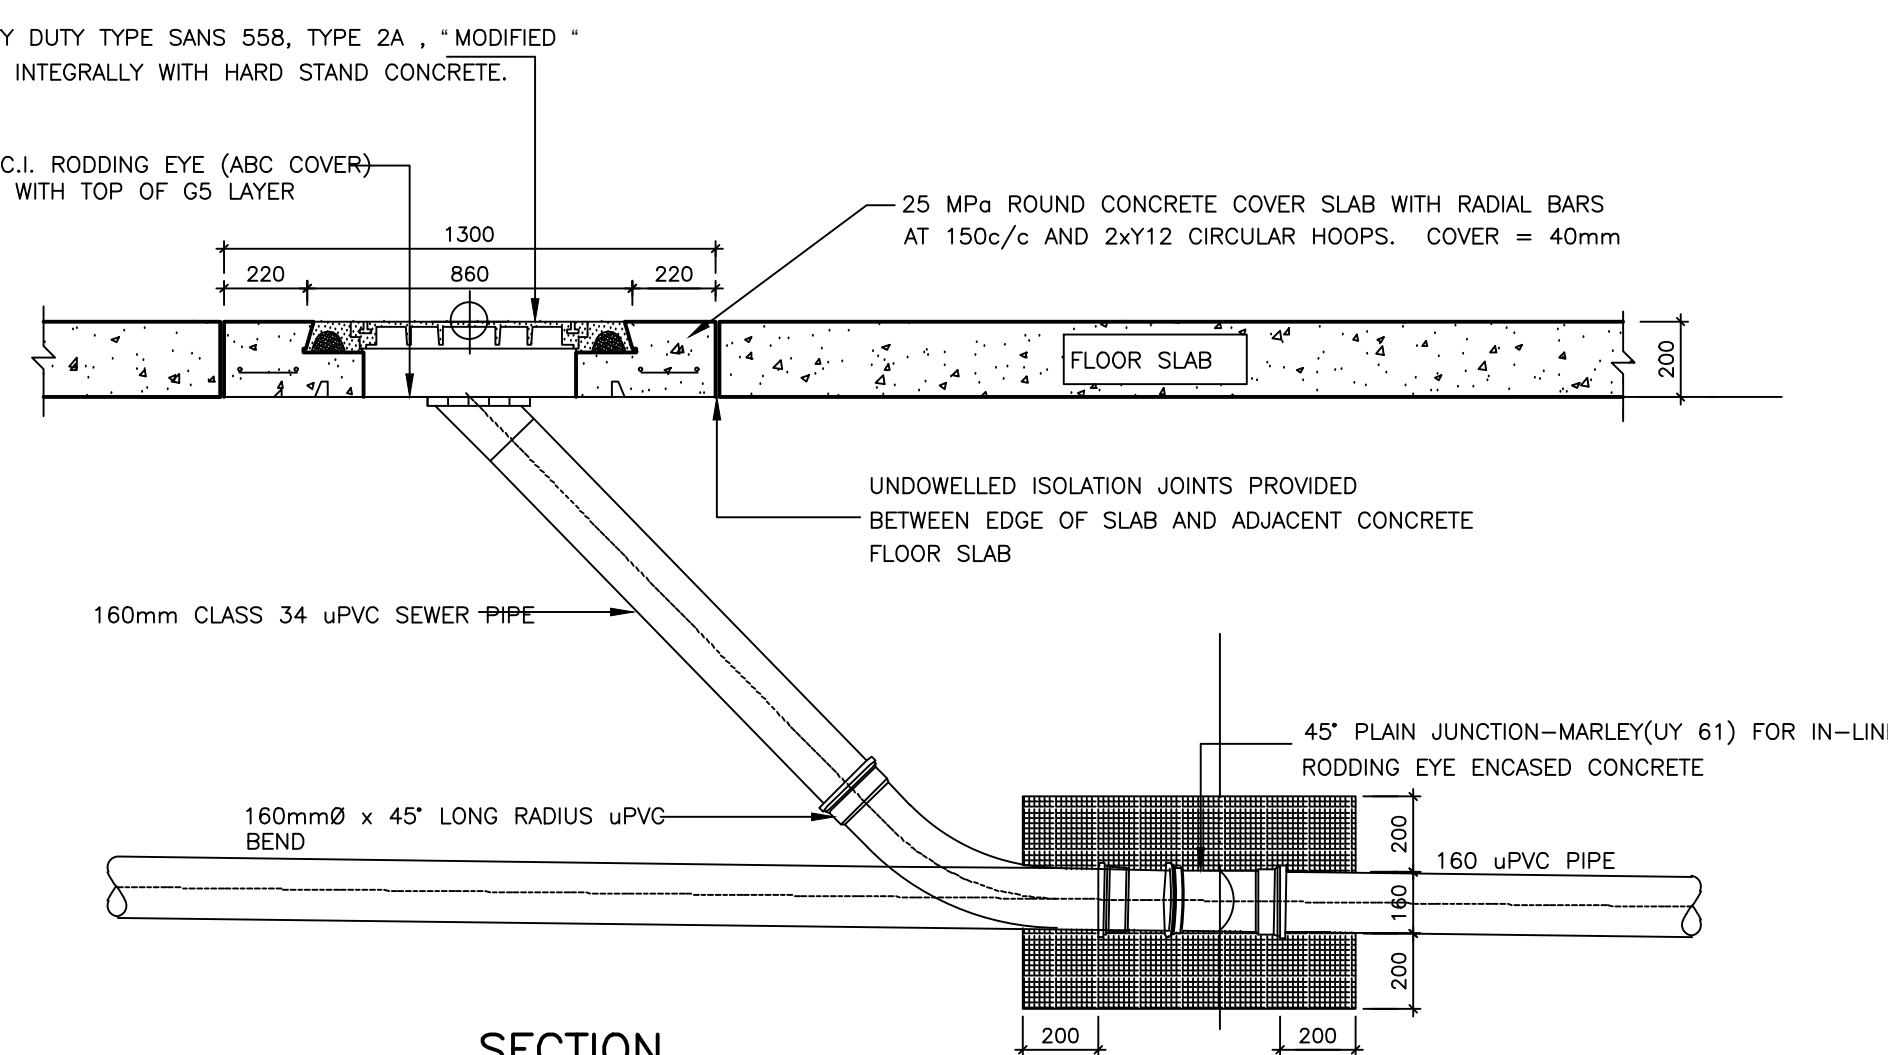 Y DUTY TYPE SANS 558, TYPE 2A , “MODIFIED “
INTEGRALLY WITH HARD STAND CONCRETE.
C.I. RODDING EYE (ABC COVER)
WITH TOP OF G5 LAYER
25 MPa ROUND CONCRETE COVER SLAB WITH RADIAL BARS
AT 150c/c AND 2xY12 CIRCULAR HOOPS. COVER = 40mm
1300
220 860 220
FLOOR SLAB
200
UNDOWELLED ISOLATION JOINTS PROVIDED
BETWEEN EDGE OF SLAB AND ADJACENT CONCRETE
FLOOR SLAB
160mm CLASS 34 uPVC SEWER PIPE
45° PLAIN JUNCTION-MARLEY(UY 61) FOR IN-LIN
RODDING EYE ENCASED CONCRETE
160mmØ x 45° LONG RADIUS uPVC
BEND
200
160 uPVC PIPE
160
200
200 200
SECTION